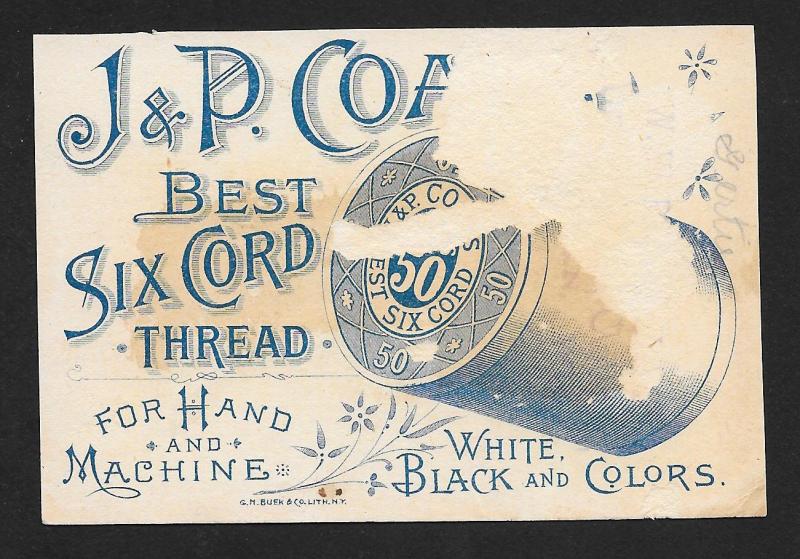 J & P. COA
BEST
SIX CORD
THREAD
FOR HAND
AND
MACHINE
WHITE,
BLACK AND COLORS.
& P. CO
50
EST SIX CORD S
50
50
G. H. BUEK & CO. LITH. N.Y.